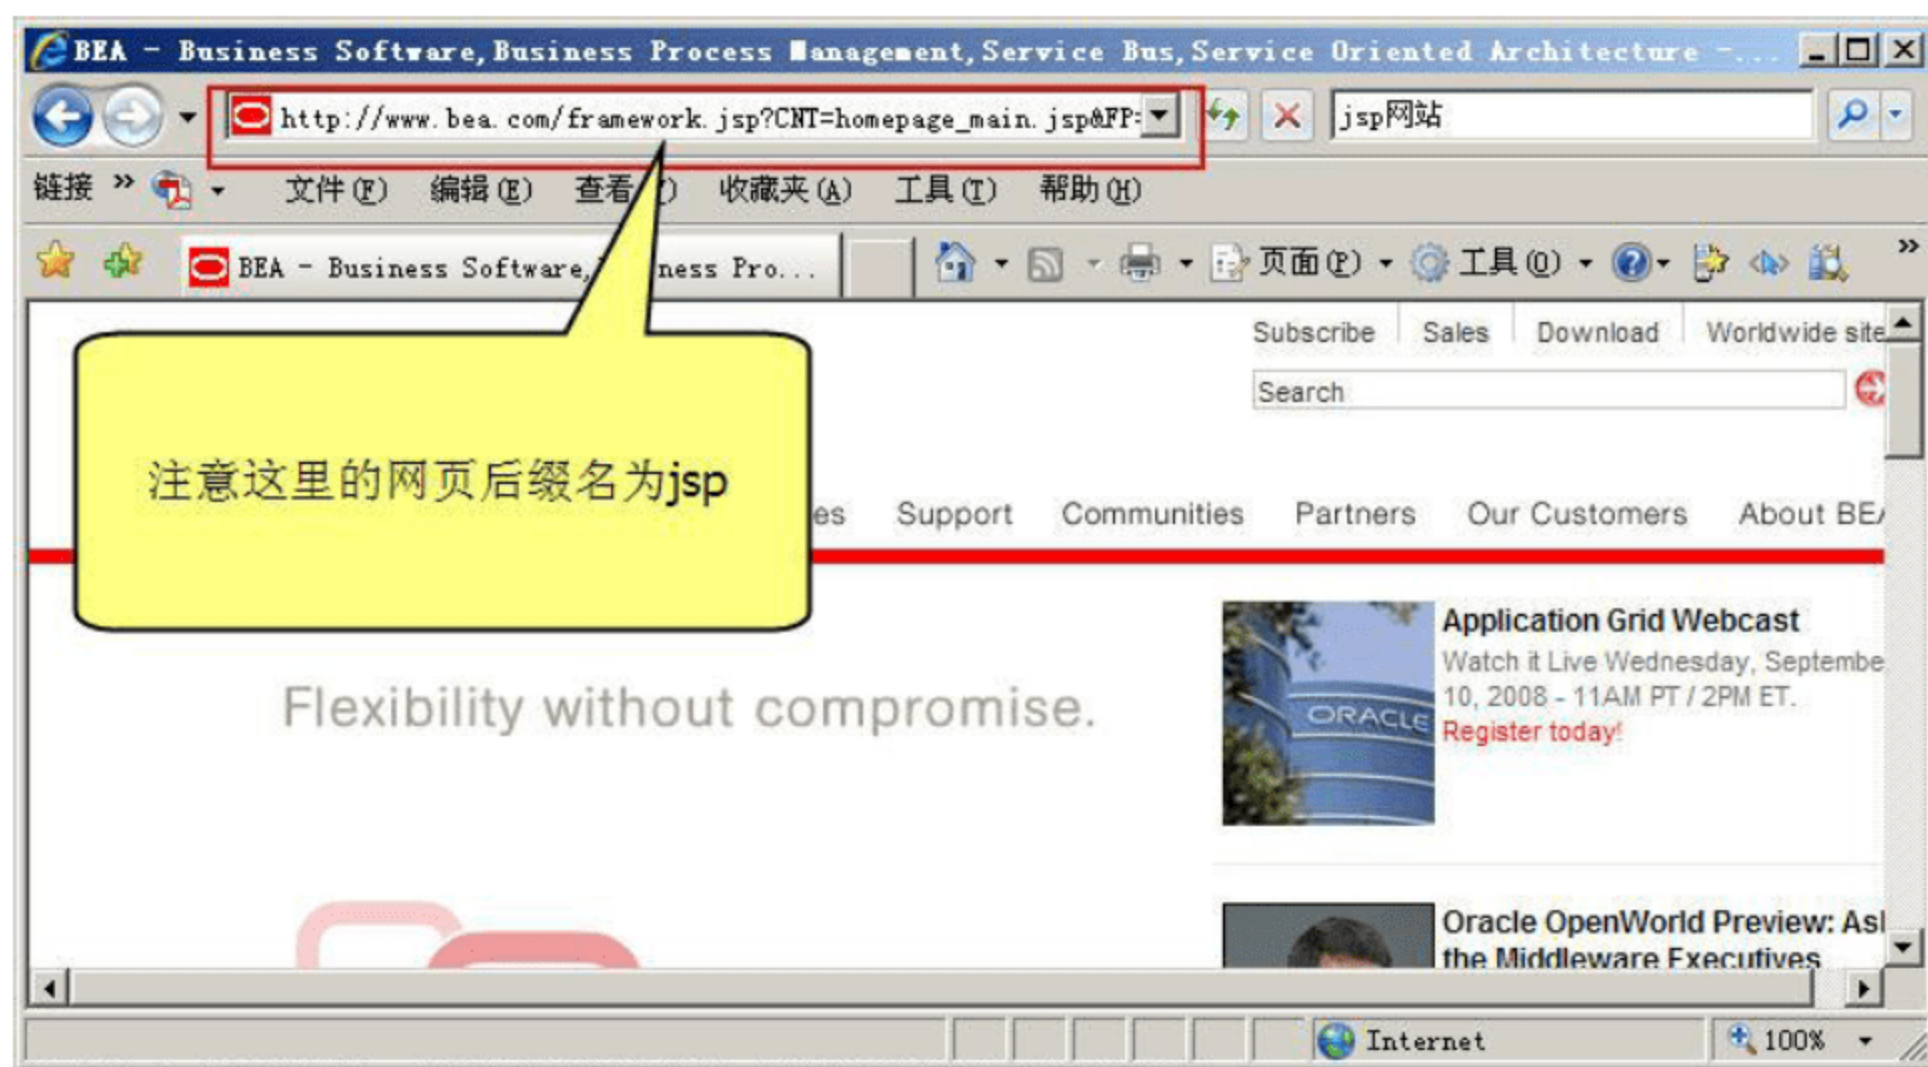 BEA - Business Software, Business Process Management, Service Bus, Service Oriented Architecture -...
http://www.bea.com/framework.jsp?CNT=homepage_main.jsp&FP=
jsp网站
链接 » 文件(F) 编辑(E) 查看 收藏夹(A) 工具(T) 帮助(H)
BEA - Business Software, ness Pro...
页面(P) 工具(O) »
Subscribe Sales Download Worldwide site
Search
注意这里的网页后缀名为jsp
es Support Communities Partners Our Customers About BEA
Application Grid Webcast
Watch it Live Wednesday, Septembe
10, 2008 - 11AM PT / 2PM ET.
Register today!
ORACLE
Flexibility without compromise.
Oracle OpenWorld Preview: As
the Middleware Executives
Internet 100%